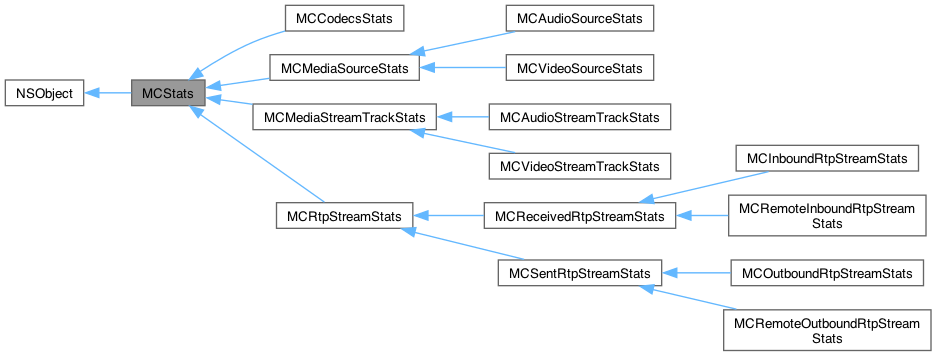 MCCodecsStats
MCAudioSourceStats
MCMediaSourceStats
MCVideoSourceStats
NSObject
MCStats
MCMediaStreamTrackStats
MCAudioStreamTrackStats
MCVideoStreamTrackStats
MCInboundRtpStreamStats
MCRtpStreamStats
MCReceivedRtpStreamStats
MCRemoteInboundRtpStream
Stats
MCSentRtpStreamStats
MCOutboundRtpStreamStats
MCRemoteOutboundRtpStream
Stats